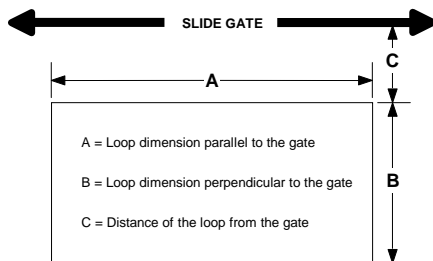 SLIDE GATE
C
A
A = Loop dimension parallel to the gate
B = Loop dimension perpendicular to the gate
B
C = Distance of the loop from the gate